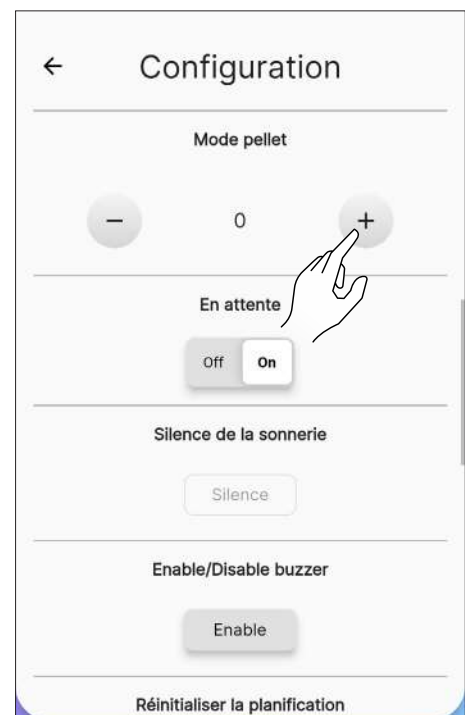 ← Configuration
Mode pellet
− 0 +
En attente
Off On
Silence de la sonnerie
Silence
Enable/Disable buzzer
Enable
Réinitialiser la planification